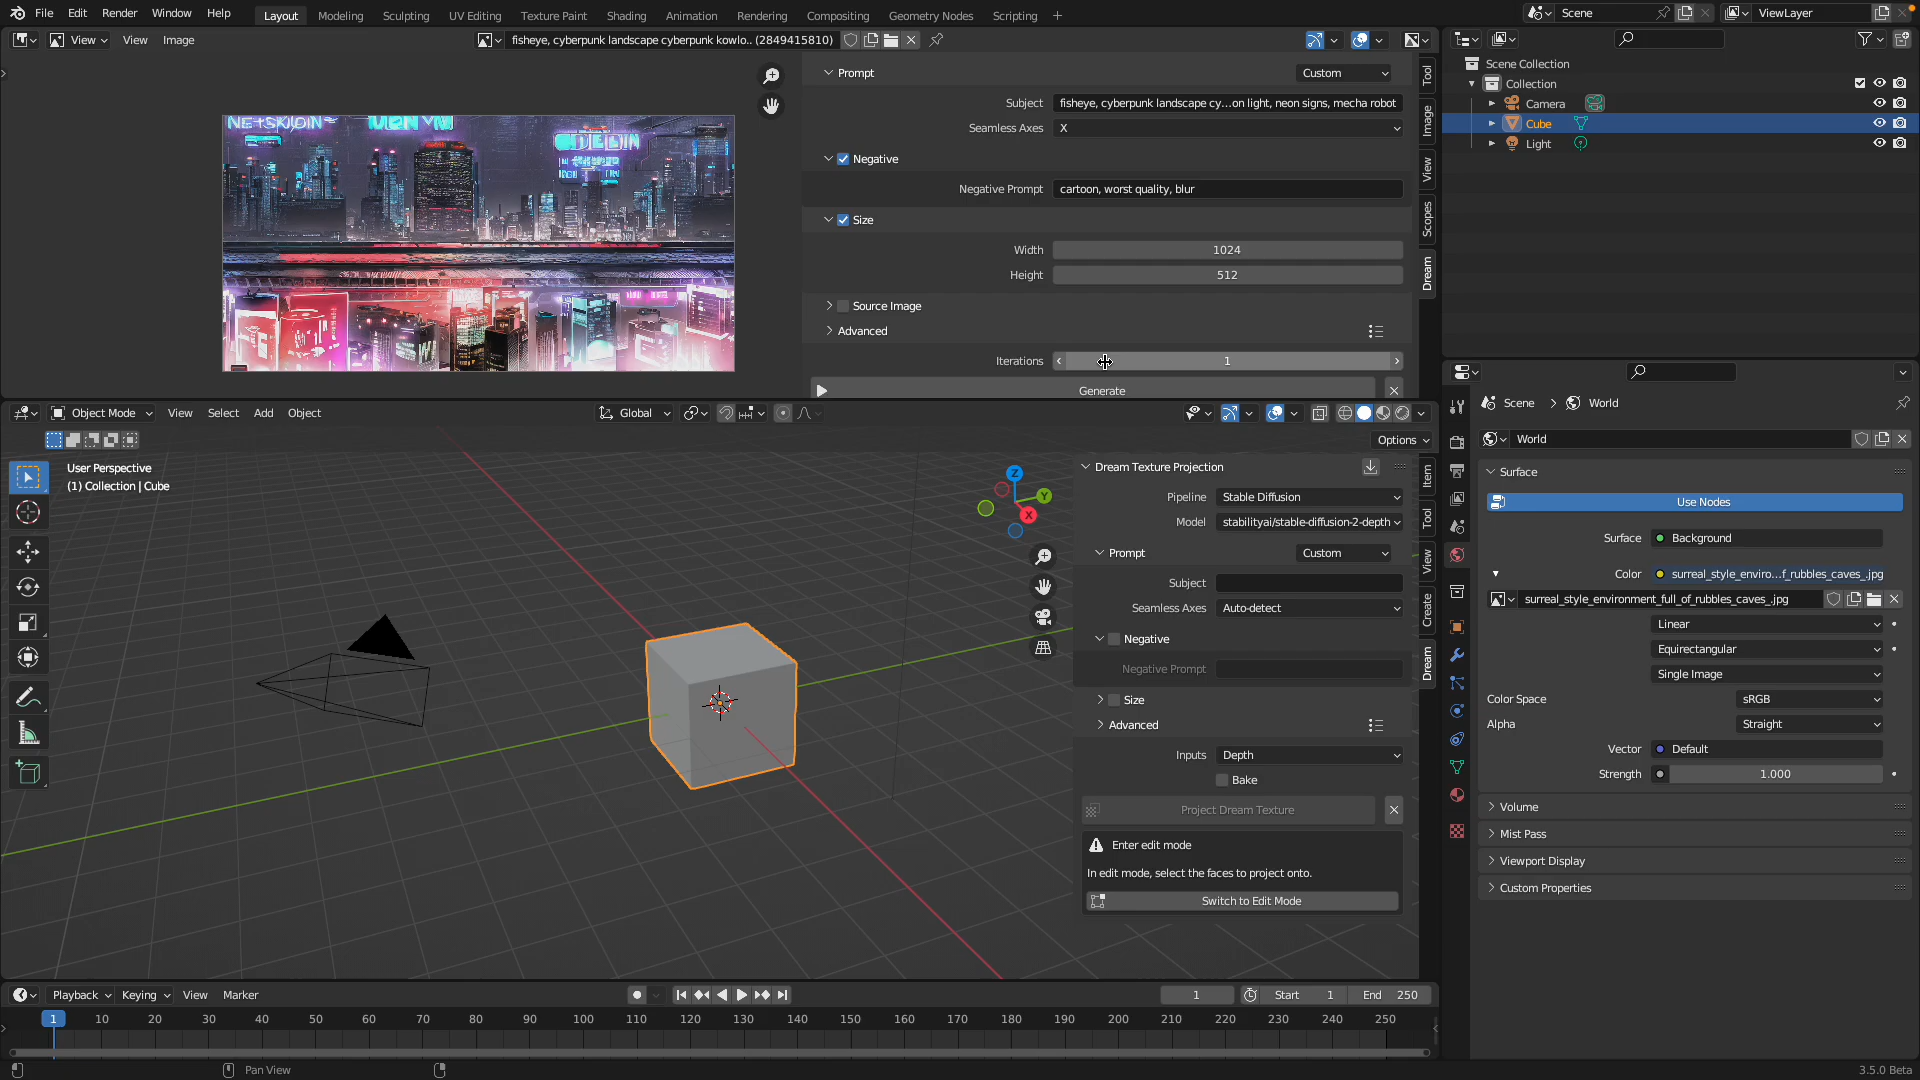 File Edit Render Window Help Layout Modeling Sculpting UV Editing Texture Paint Shading Animation Rendering Compositing Geometry Nodes Scripting + Scene ViewLayer
View View Image fisheye, cyberpunk landscape cyberpunk kowlo.. (2849415810)
Prompt Custom
Subject fisheye, cyberpunk landscape cy...on light, neon signs, mecha robot
Seamless Axes X
Negative
Negative Prompt cartoon, worst quality, blur
Size
Width 1024
Height 512
Source Image
Advanced
Iterations 1
Generate
Tool
Image
View
Scopes
Dream
Scene Collection
Collection
Camera
Cube
Light
Object Mode View Select Add Object Global
Options
User Perspective
(1) Collection | Cube
Z
Y
X
Dream Texture Projection
Pipeline Stable Diffusion
Model stabilityai/stable-diffusion-2-depth
Prompt Custom
Subject
Seamless Axes Auto-detect
Negative
Negative Prompt
Size
Advanced
Inputs Depth
Bake
Project Dream Texture
Enter edit mode
In edit mode, select the faces to project onto.
Switch to Edit Mode
Item
Tool
View
Create
Dream
Scene World
World
Surface
Use Nodes
Surface Background
Color surreal_style_enviro...f_rubbles_caves_.jpg
surreal_style_environment_full_of_rubbles_caves_.jpg
Linear
Equirectangular
Single Image
Color Space sRGB
Alpha Straight
Vector Default
Strength 1.000
Volume
Mist Pass
Viewport Display
Custom Properties
Playback Keying View Marker 1 Start 1 End 250
1 10 20 30 40 50 60 70 80 90 100 110 120 130 140 150 160 170 180 190 200 210 220 230 240 250
Pan View 3.5.0 Beta